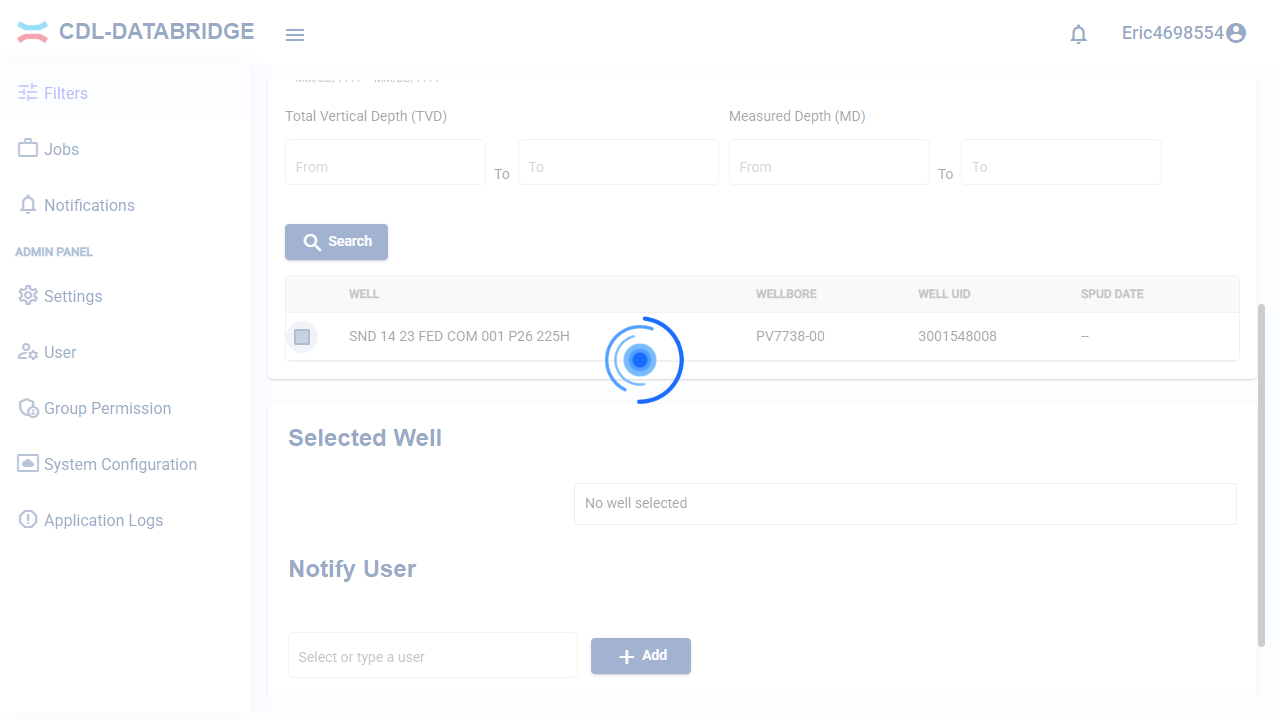 CDL-DATABRIDGE
Eric4698554
Filters
Jobs
Notifications
ADMIN PANEL
Settings
User
Group Permission
System Configuration
Application Logs
Total Vertical Depth (TVD)
Measured Depth (MD)
From To To
From To To
Search
WELL WELLBORE WELL UID SPUD DATE
SND 14 23 FED COM 001 P26 225H PV7738-00 3001548008 --
Selected Well
No well selected
Notify User
Select or type a user
Add